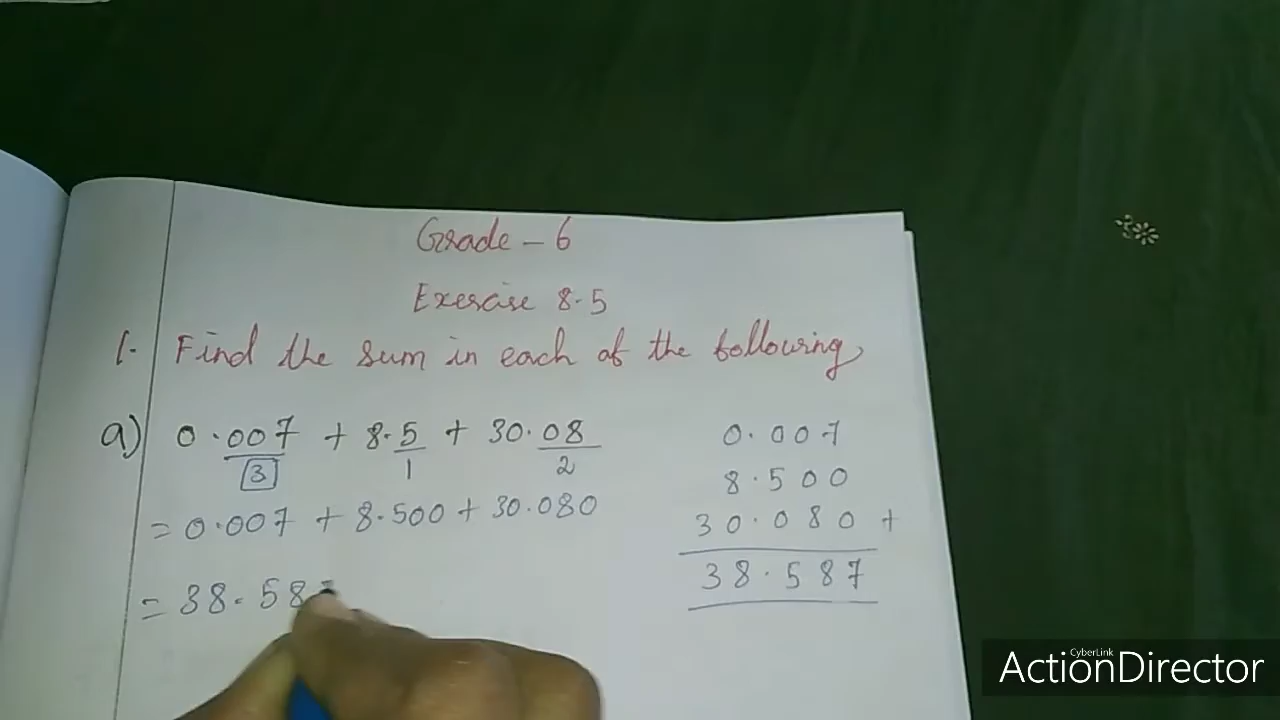 Grade - 6
Exercise 8.5
1. Find the sum in each of the following
a) 0.007 + 8.5 + 30.08
3 1 2
= 0.007 + 8.500 + 30.080
= 38.58
0.007
8.500
30.080 +
38.587
CyberLink
ActionDirector